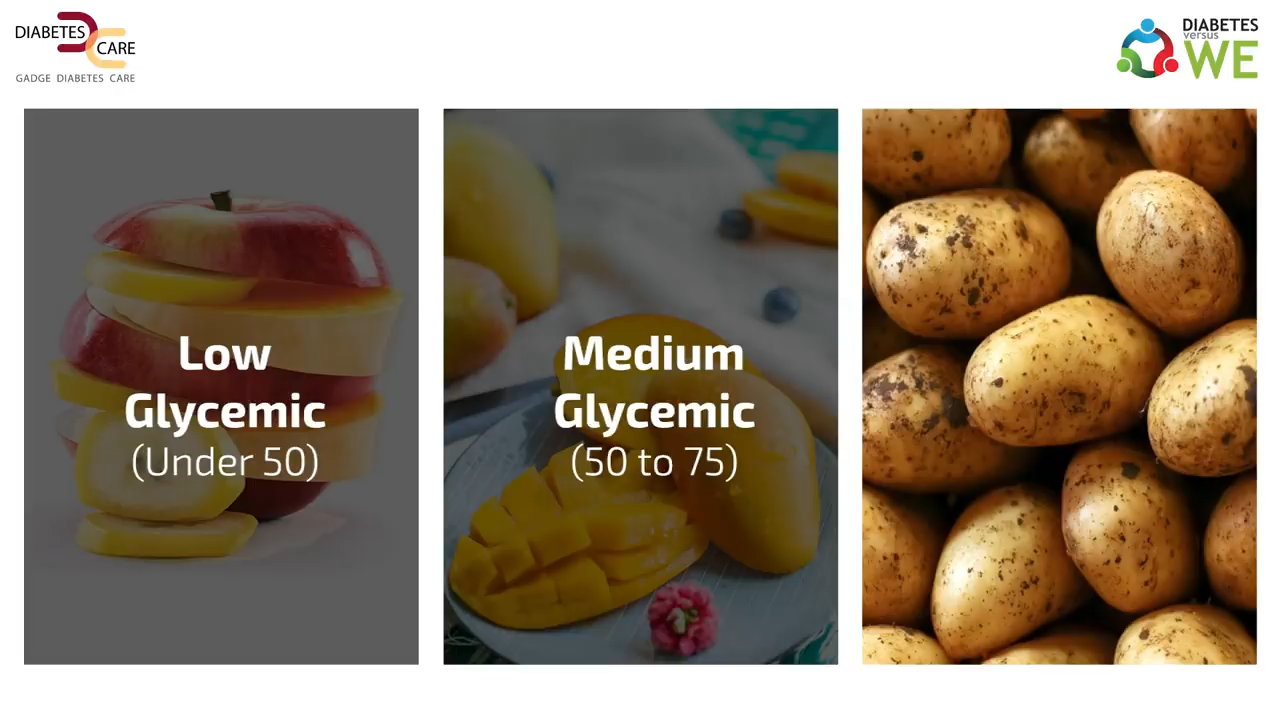 DIABETES
CARE
GADGE DIABETES CARE
DIABETES
versus
WE
Low
Glycemic
(Under 50)
Medium
Glycemic
(50 to 75)